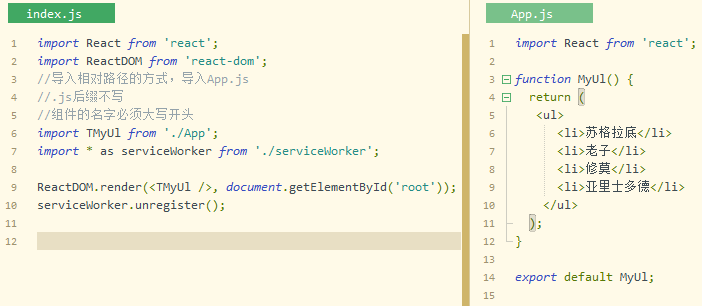 index.js
1 import React from 'react';
2 import ReactDOM from 'react-dom';
3 //导入相对路径的方式，导入App.js
4 //.js后缀不写
5 //组件的名字必须大写开头
6 import TMyUl from './App';
7 import * as serviceWorker from './serviceWorker';
8
9 ReactDOM.render(<TMyUl />, document.getElementById('root'));
10 serviceWorker.unregister();
11
12
App.js
1 import React from 'react';
2
3 function MyUl() {
4 return (
5 <ul>
6 <li>苏格拉底</li>
7 <li>老子</li>
8 <li>修莫</li>
9 <li>亚里士多德</li>
10 </ul>
11 );
12 }
13
14 export default MyUl;
15